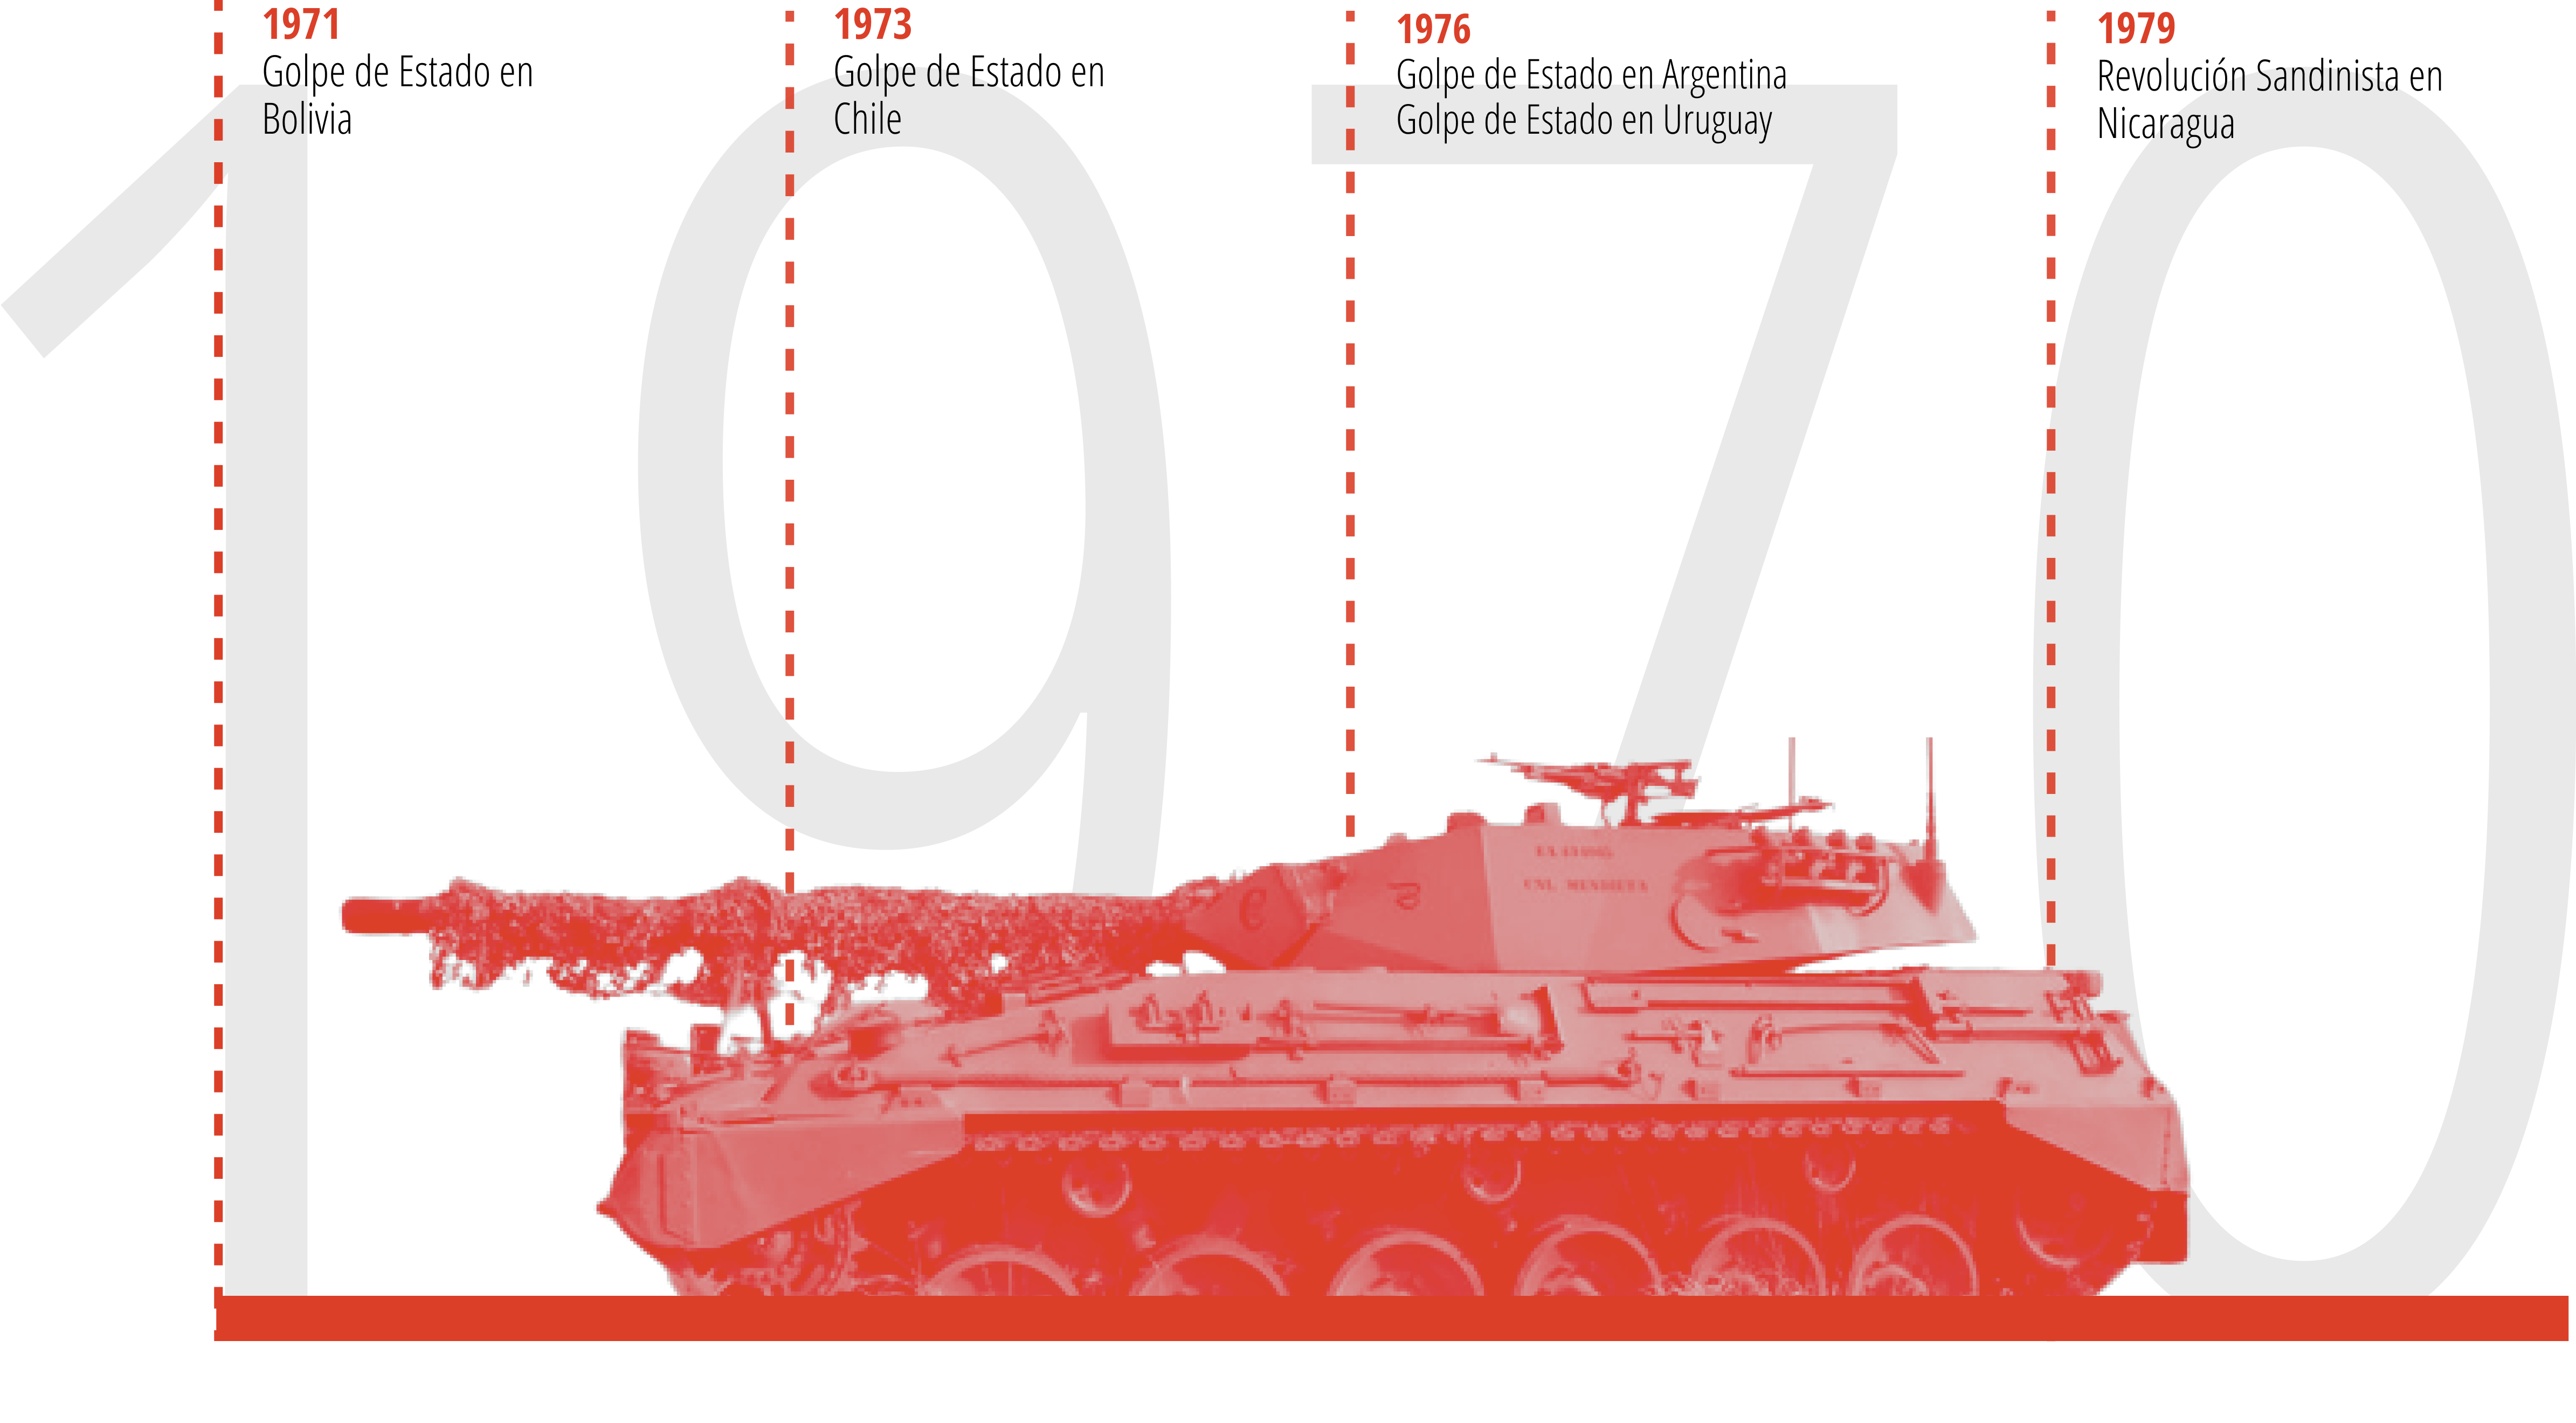 1971
Golpe de Estado en
Bolivia
1973
Golpe de Estado en
Chile
1976
Golpe de Estado en Argentina
Golpe de Estado en Uruguay
1979
Revolución Sandinista en
Nicaragua
1970